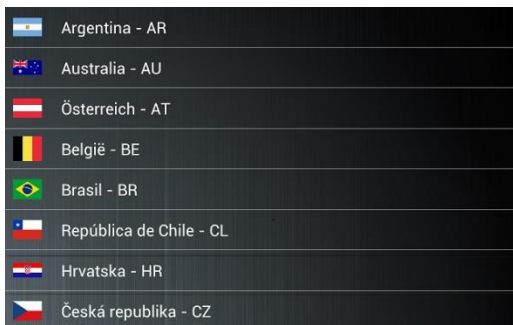 Argentina - AR
Australia - AU
Österreich - AT
België - BE
Brasil - BR
República de Chile - CL
Hrvatska - HR
Česká republika - CZ